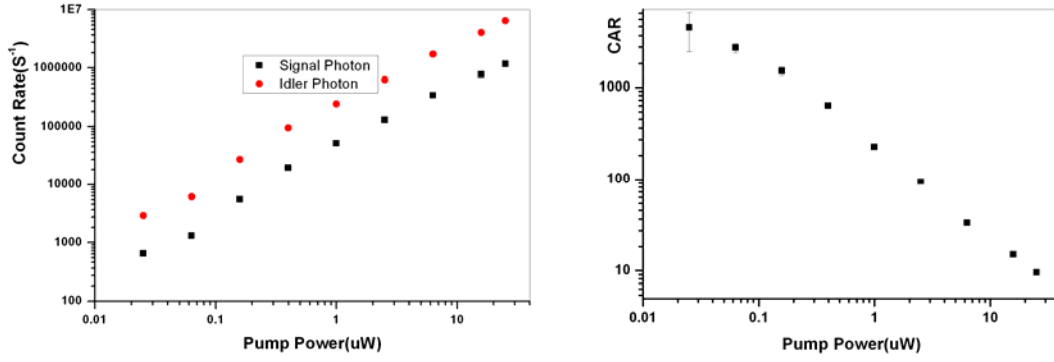 1E7
1000000
100000
10000
1000
100
Count Rate(S⁻¹)
Signal Photon
Idler Photon
0.01
0.1
1
10
Pump Power(uW)
CAR
1000
100
10
0.01
0.1
1
10
Pump Power(uW)